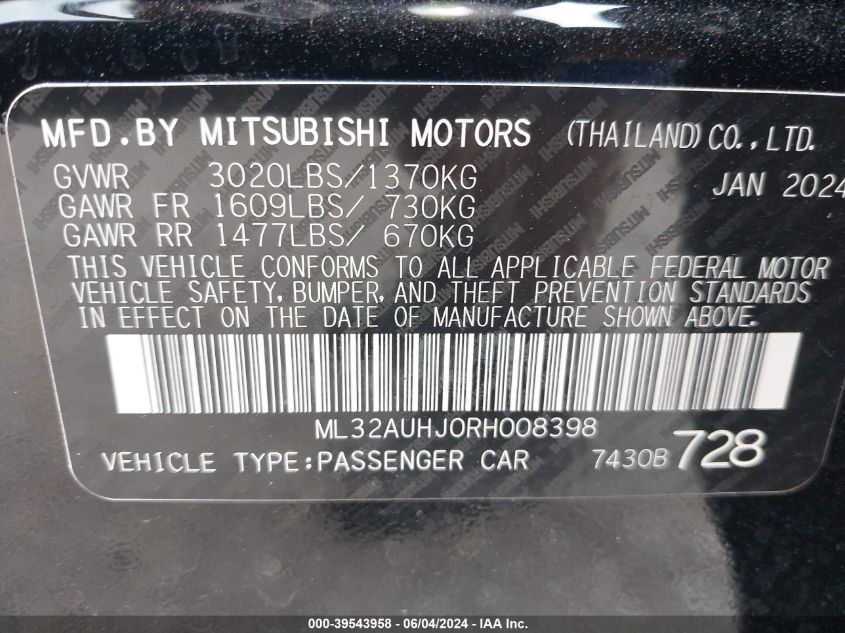 MFD.BY MITSUBISHI MOTORS (THAILAND) CO.,LTD.
GVWR 3020LBS/1370KG JAN 2024
GAWR FR 1609LBS/ 730KG
GAWR RR 1477LBS/ 670KG
THIS VEHICLE CONFORMS TO ALL APPLICABLE FEDERAL MOTOR
VEHICLE SAFETY, BUMPER, AND THEFT PREVENTION STANDARDS
IN EFFECT ON THE DATE OF MANUFACTURE SHOWN ABOVE.
ML32AUHJ0RH008398
VEHICLE TYPE:PASSENGER CAR 7430B 728
000-39543958 - 06/04/2024 - IAA Inc.